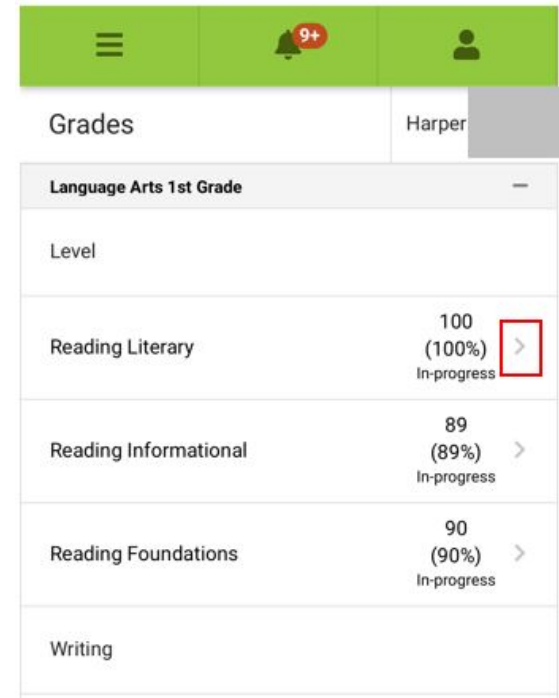 9+
Grades
Harper
Language Arts 1st Grade
Level
Reading Literary
100
(100%)
In-progress
Reading Informational
89
(89%)
In-progress
Reading Foundations
90
(90%)
In-progress
Writing